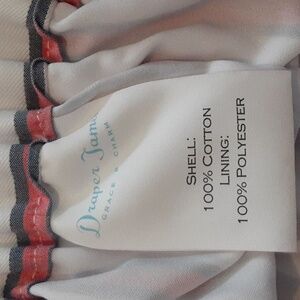 Draper James
GRACE & CHARM
SHELL:
100% COTTON
LINING:
100% POLYESTER